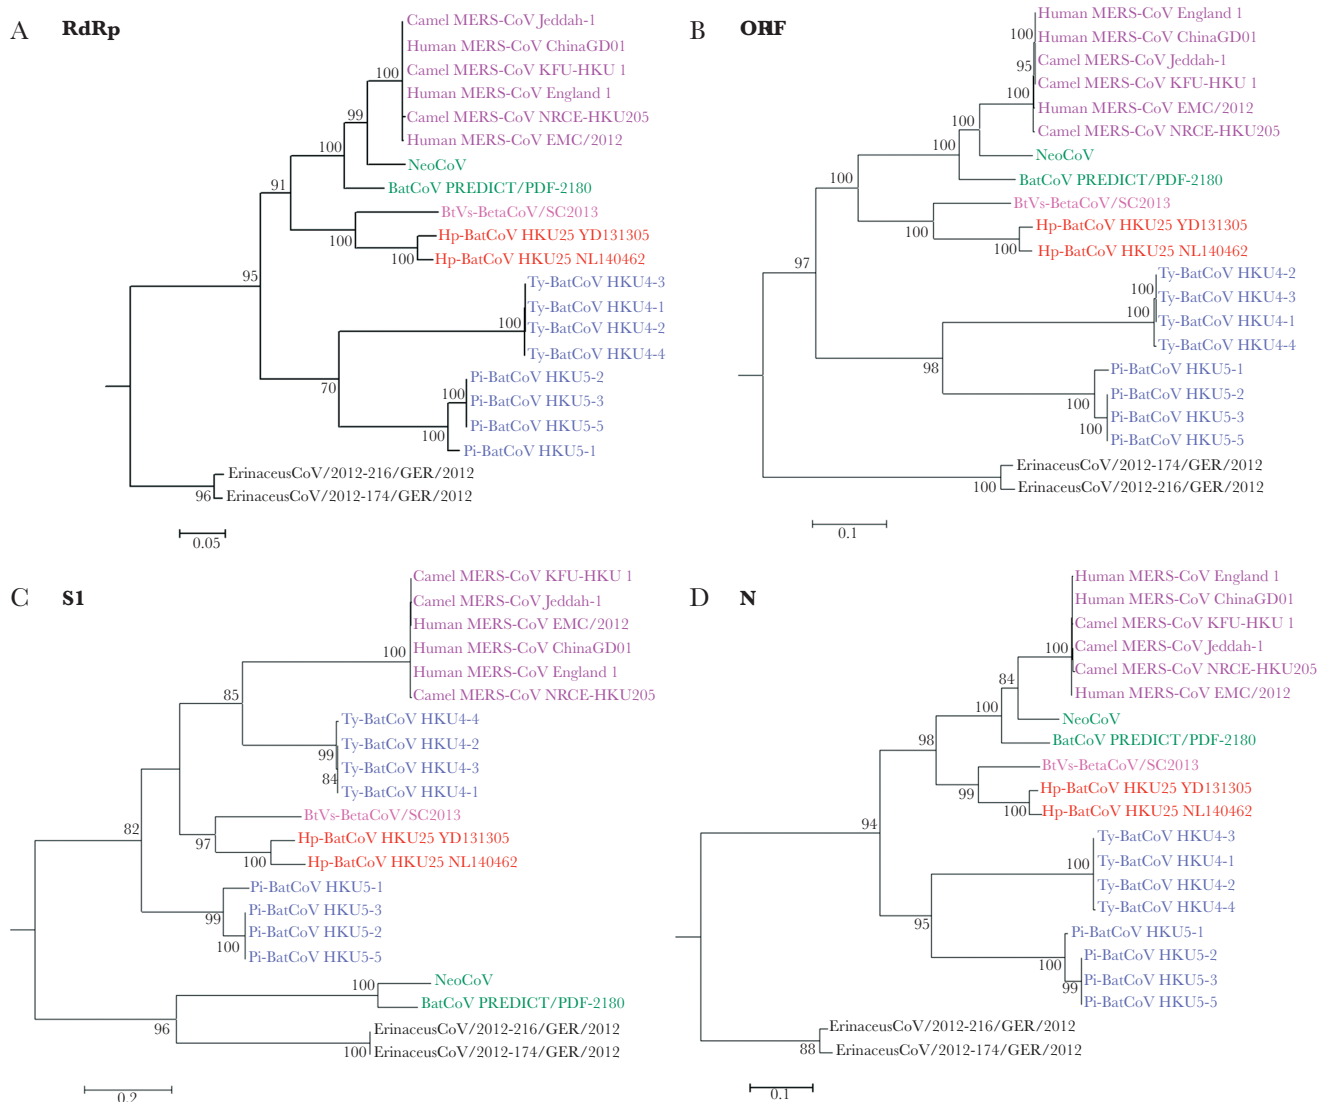 A RdRp
Camel MERS-CoV Jeddah-1
Human MERS-CoV ChinaGD01
Camel MERS-CoV KFU-HKU 1
100
Human MERS-CoV England 1
99
Camel MERS-CoV NRCE-HKU205
Human MERS-CoV EMC/2012
100
NeoCoV
91
BatCoV PREDICT/PDF-2180
BtVs-BetaCoV/SC2013
100
Hp-BatCoV HKU25 YD131305
100
Hp-BatCoV HKU25 NL140462
95
Ty-BatCoV HKU4-3
Ty-BatCoV HKU4-1
100
Ty-BatCoV HKU4-2
Ty-BatCoV HKU4-4
70
Pi-BatCoV HKU5-2
100
Pi-BatCoV HKU5-3
Pi-BatCoV HKU5-5
100
Pi-BatCoV HKU5-1
ErinaceusCoV/2012-216/GER/2012
96
ErinaceusCoV/2012-174/GER/2012
0.05
B ORF
Human MERS-CoV England 1
100
Human MERS-CoV ChinaGD01
95
Camel MERS-CoV Jeddah-1
Camel MERS-CoV KFU-HKU 1
100
Human MERS-CoV EMC/2012
100
Camel MERS-CoV NRCE-HKU205
100
NeoCoV
100
BatCoV PREDICT/PDF-2180
BtVs-BetaCoV/SC2013
100
Hp-BatCoV HKU25 YD131305
100
Hp-BatCoV HKU25 NL140462
97
Ty-BatCoV HKU4-2
100
Ty-BatCoV HKU4-3
100
Ty-BatCoV HKU4-1
Ty-BatCoV HKU4-4
98
Pi-BatCoV HKU5-1
100
Pi-BatCoV HKU5-2
Pi-BatCoV HKU5-3
100
Pi-BatCoV HKU5-5
ErinaceusCoV/2012-174/GER/2012
100
ErinaceusCoV/2012-216/GER/2012
0.1
C S1
Camel MERS-CoV KFU-HKU 1
Camel MERS-CoV Jeddah-1
Human MERS-CoV EMC/2012
100
Human MERS-CoV ChinaGD01
Human MERS-CoV England 1
85
Camel MERS-CoV NRCE-HKU205
Ty-BatCoV HKU4-4
Ty-BatCoV HKU4-2
99
Ty-BatCoV HKU4-3
84
Ty-BatCoV HKU4-1
82
BtVs-BetaCoV/SC2013
97
Hp-BatCoV HKU25 YD131305
100
Hp-BatCoV HKU25 NL140462
Pi-BatCoV HKU5-1
99
Pi-BatCoV HKU5-3
Pi-BatCoV HKU5-2
100
Pi-BatCoV HKU5-5
100
NeoCoV
BatCoV PREDICT/PDF-2180
96
ErinaceusCoV/2012-216/GER/2012
100
ErinaceusCoV/2012-174/GER/2012
0.2
D N
Human MERS-CoV England 1
Human MERS-CoV ChinaGD01
Camel MERS-CoV KFU-HKU 1
100
Camel MERS-CoV Jeddah-1
Camel MERS-CoV NRCE-HKU205
84
Human MERS-CoV EMC/2012
100
NeoCoV
98
BatCoV PREDICT/PDF-2180
BtVs-BetaCoV/SC2013
99
Hp-BatCoV HKU25 YD131305
100
Hp-BatCoV HKU25 NL140462
94
Ty-BatCoV HKU4-3
100
Ty-BatCoV HKU4-1
Ty-BatCoV HKU4-2
Ty-BatCoV HKU4-4
95
Pi-BatCoV HKU5-1
100
Pi-BatCoV HKU5-2
99
Pi-BatCoV HKU5-3
Pi-BatCoV HKU5-5
ErinaceusCoV/2012-216/GER/2012
88
ErinaceusCoV/2012-174/GER/2012
0.1